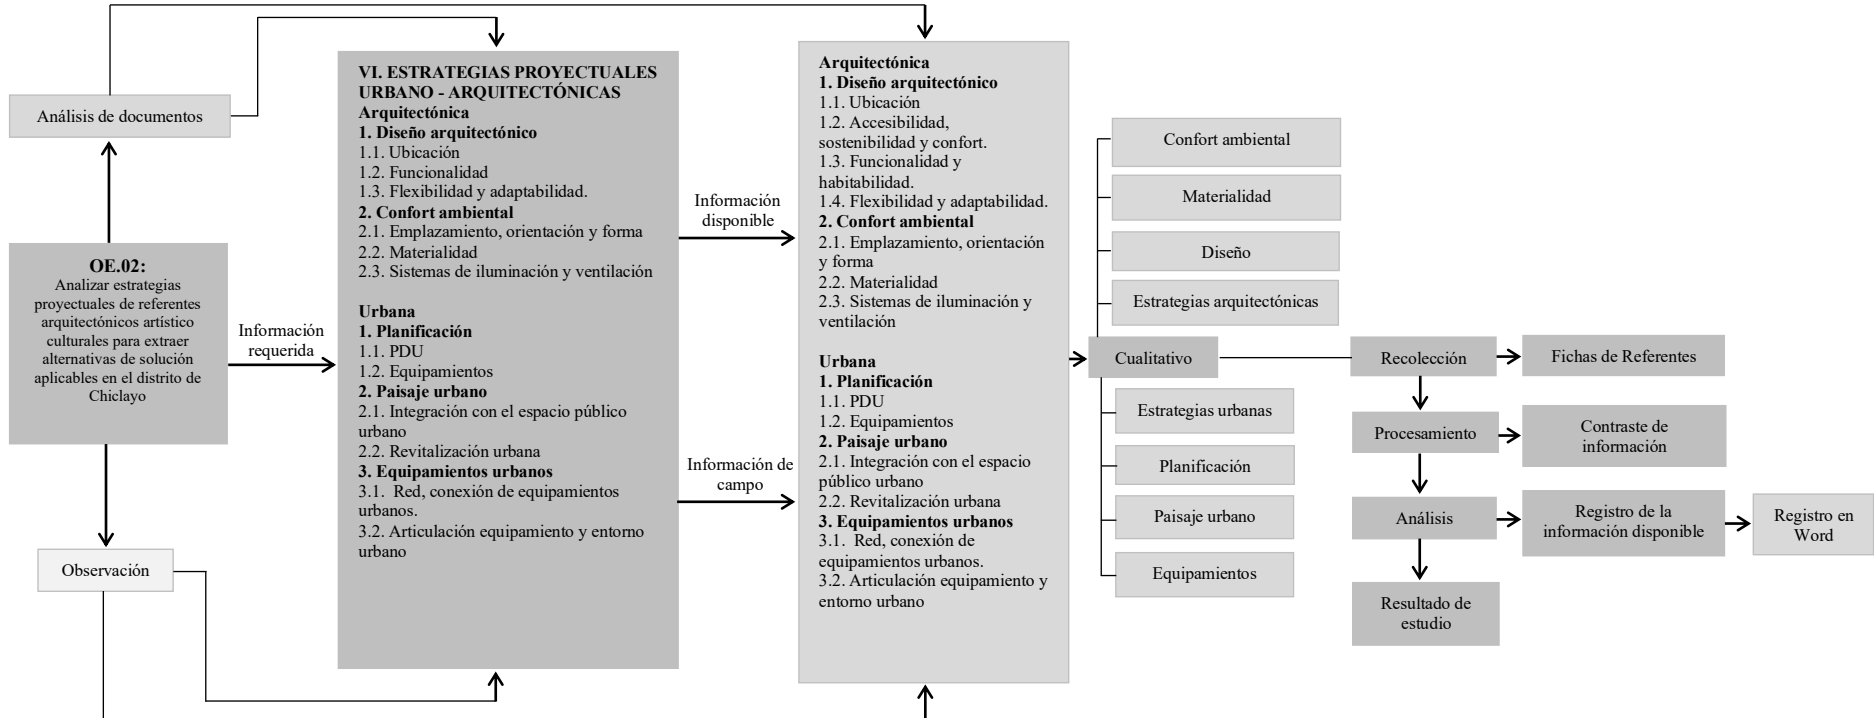 Análisis de documentos
OE.02:
Analizar estrategias
proyectuales de referentes
arquitectónicos artístico
culturales para extraer
alternativas de solución
aplicables en el distrito de
Chiclayo
Observación
Información
requerida
VI. ESTRATEGIAS PROYECTUALES
URBANO - ARQUITECTÓNICAS
Arquitectónica
1. Diseño arquitectónico
1.1. Ubicación
1.2. Funcionalidad
1.3. Flexibilidad y adaptabilidad.
2. Confort ambiental
2.1. Emplazamiento, orientación y forma
2.2. Materialidad
2.3. Sistemas de iluminación y ventilación
Urbana
1. Planificación
1.1. PDU
1.2. Equipamientos
2. Paisaje urbano
2.1. Integración con el espacio público
urbano
2.2. Revitalización urbana
3. Equipamientos urbanos
3.1. Red, conexión de equipamientos
urbanos.
3.2. Articulación equipamiento y entorno
urbano
Información
disponible
Información de
campo
Arquitectónica
1. Diseño arquitectónico
1.1. Ubicación
1.2. Accesibilidad,
sostenibilidad y confort.
1.3. Funcionalidad y
habitabilidad.
1.4. Flexibilidad y adaptabilidad.
2. Confort ambiental
2.1. Emplazamiento, orientación
y forma
2.2. Materialidad
2.3. Sistemas de iluminación y
ventilación
Urbana
1. Planificación
1.1. PDU
1.2. Equipamientos
2. Paisaje urbano
2.1. Integración con el espacio
público urbano
2.2. Revitalización urbana
3. Equipamientos urbanos
3.1. Red, conexión de
equipamientos urbanos.
3.2. Articulación equipamiento y
entorno urbano
Confort ambiental
Materialidad
Diseño
Estrategias arquitectónicas
Cualitativo
Estrategias urbanas
Planificación
Paisaje urbano
Equipamientos
Recolección
Fichas de Referentes
Procesamiento
Contraste de
información
Análisis
Registro de la
información disponible
Registro en
Word
Resultado de
estudio